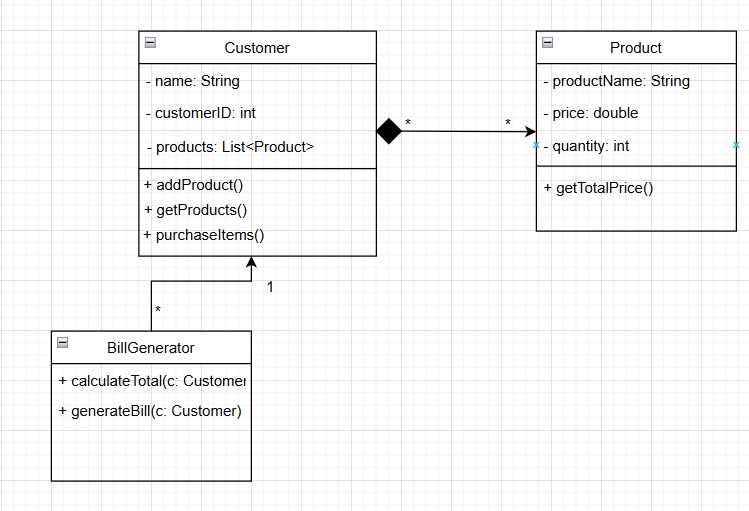 Customer
- name: String
- customerID: int
- products: List<Product>
+ addProduct()
+ getProducts()
+ purchaseItems()
* *
Product
- productName: String
- price: double
- quantity: int
+ getTotalPrice()
1
*
BillGenerator
+ calculateTotal(c: Customer
+ generateBill(c: Customer)